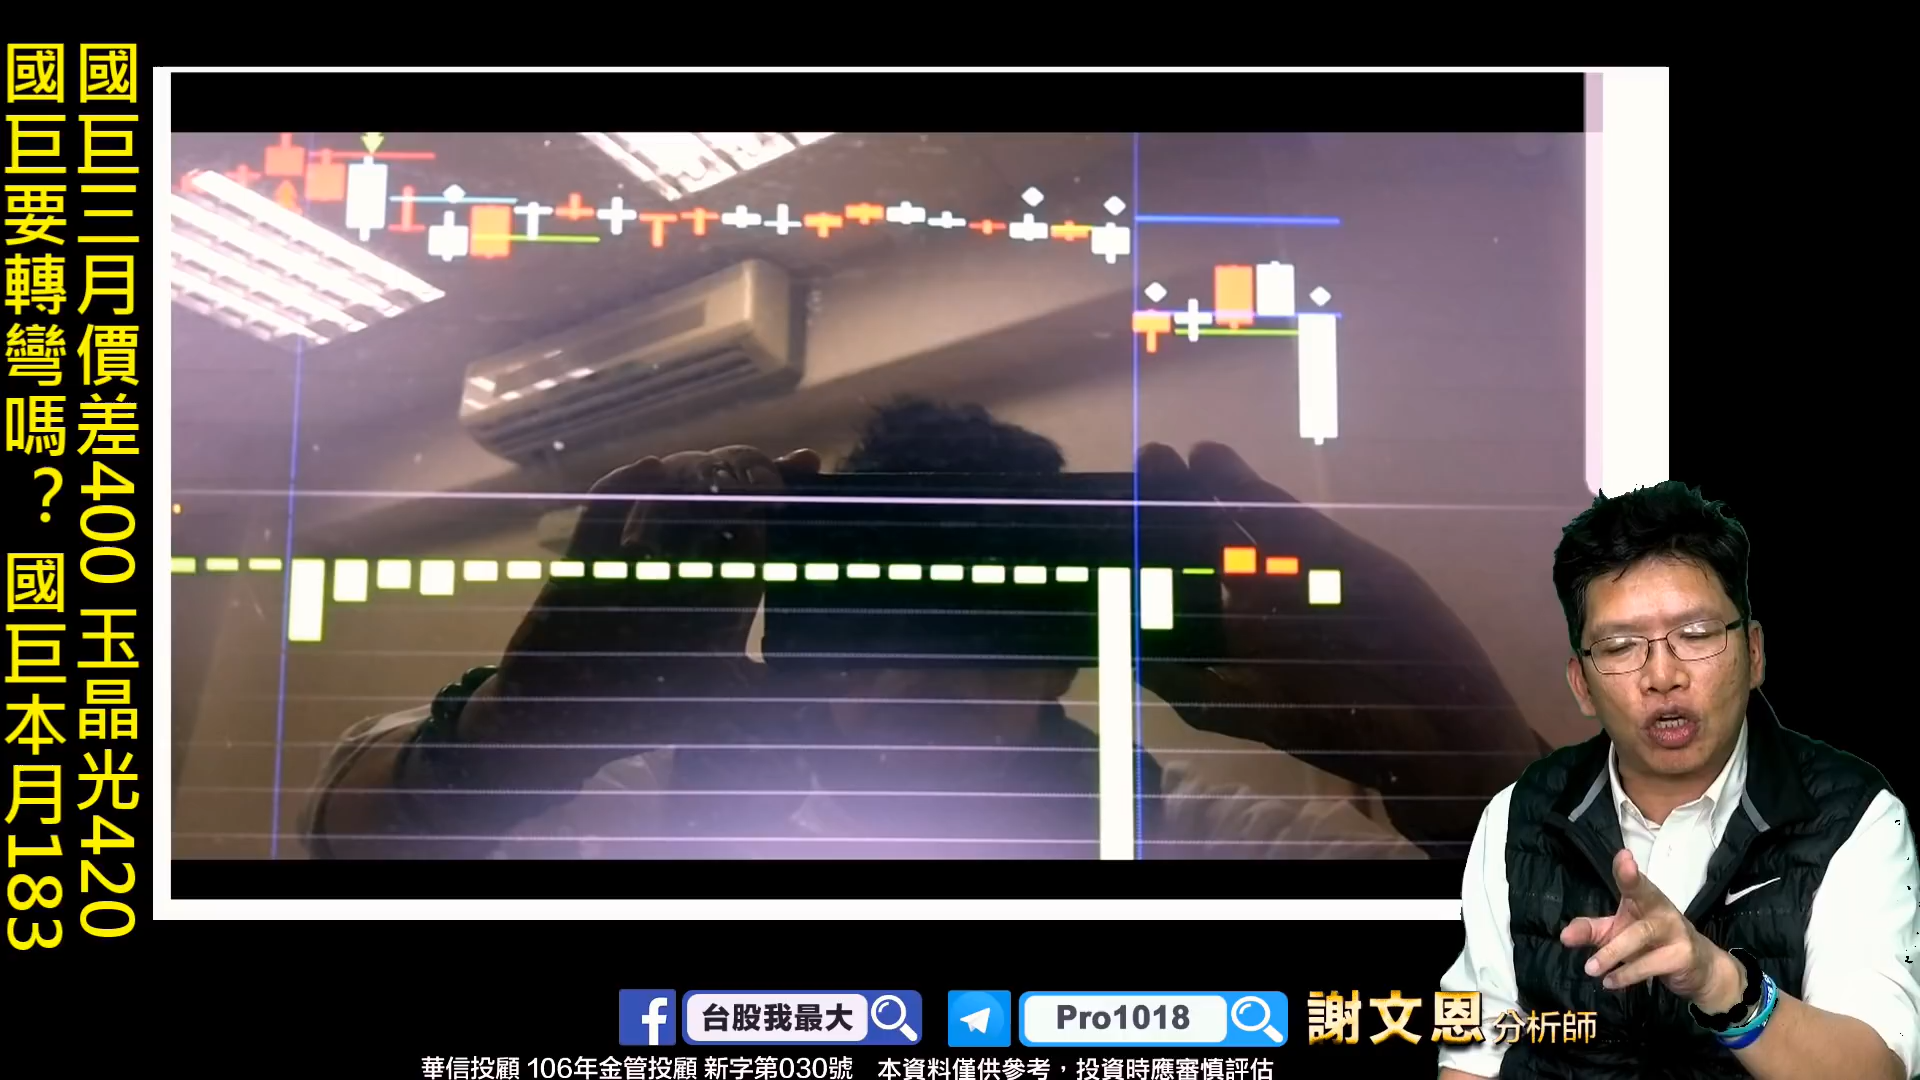 國巨三月價差400 玉晶光420
國巨要轉彎嗎？ 國巨本月183
台股我最大
Pro1018
謝文恩 分析師
華信投顧 106年金管投顧 新字第030號 本資料僅供參考，投資時應審慎評估